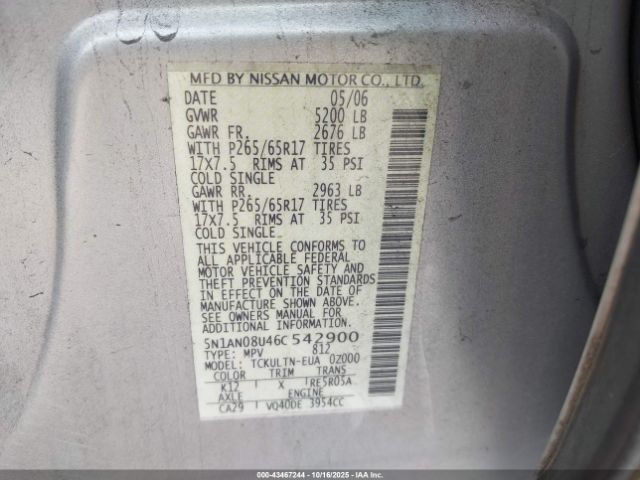 MFD BY NISSAN MOTOR CO., LTD.
DATE 05/06
GVWR 5200 LB
GAWR FR. 2676 LB
WITH P265/65R17 TIRES
17X7.5 RIMS AT 35 PSI
COLD SINGLE
GAWR RR. 2963 LB
WITH P265/65R17 TIRES
17X7.5 RIMS AT 35 PSI
COLD SINGLE
THIS VEHICLE CONFORMS TO
ALL APPLICABLE FEDERAL
MOTOR VEHICLE SAFETY AND
THEFT PREVENTION STANDARDS
IN EFFECT ON THE DATE OF
MANUFACTURE SHOWN ABOVE.
SEE OWNERS MANUAL FOR
ADDITIONAL INFORMATION.
5N1AN08U46C542900
TYPE: MPV 812
MODEL: TCKULTN-EUA 0Z000
COLOR TRIM TRANS
K12 X RE5R05A
AXLE ENGINE
CA29 VQ40DE 3954CC
000-43467244 | 10/16/2025 | IAAI.com